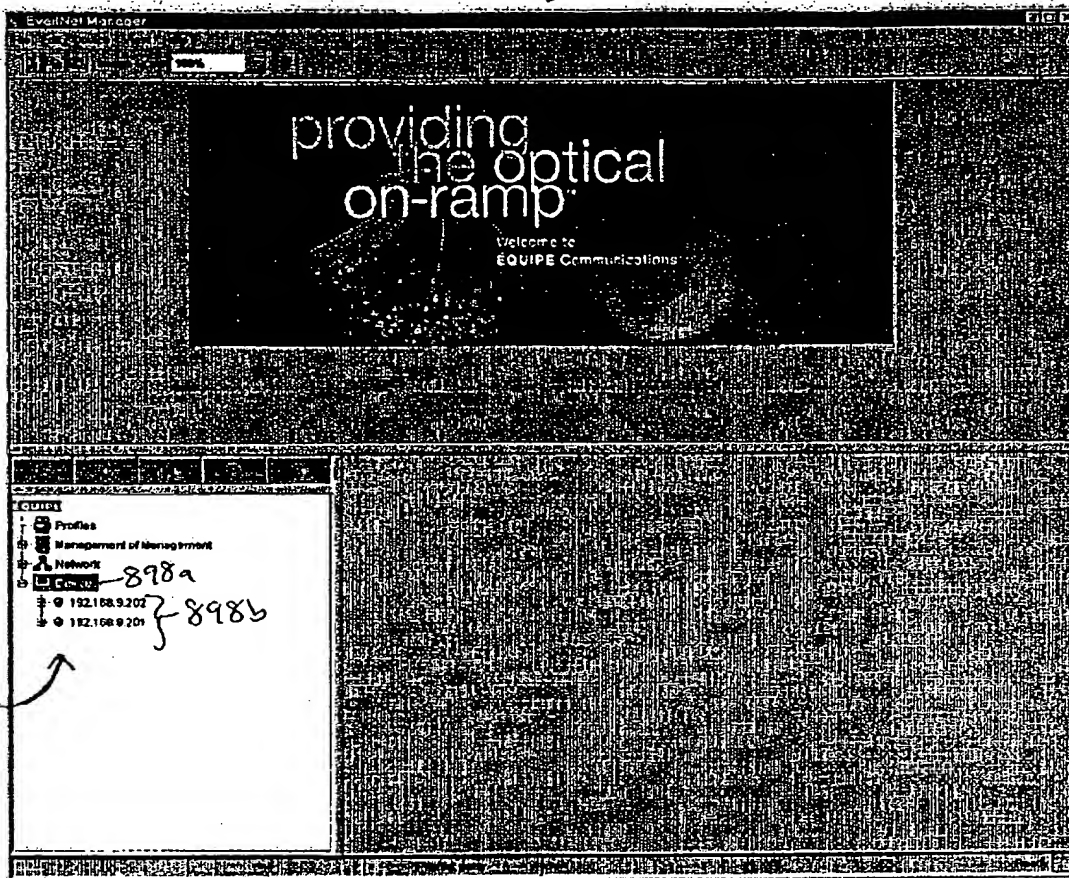 EvailNet Manager
100%
providing
the optical
on-ramp
Welcome to
EQUIPE Communications
EQUIPE
Profiles
Management of Management
Network
898a
192.168.9.202
192.168.9.201
898b